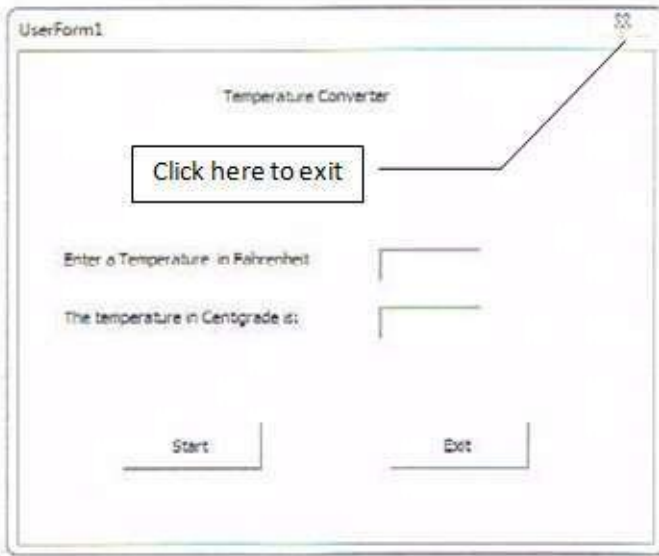 UserForm1
Temperature Converter
Click here to exit
Enter a Temperature in Fahrenheit
The temperature in Centigrade is:
Start
Exit